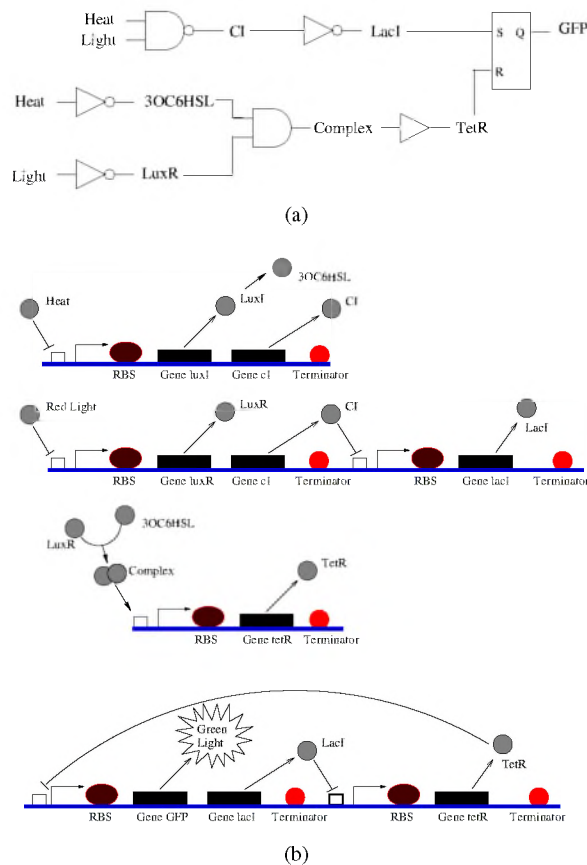 Heat
Light
CI
LacI
S Q
GFP
R
Heat
3OC6HSL
Complex
TetR
Light
LuxR
(a)
3OC6HSL
Heat
LuxI
CI
RBS
Gene luxI
Gene cI
Terminator
Red Light
LuxR
CI
LacI
RBS
Gene luxR
Gene cI
Terminator
RBS
Gene lacI
Terminator
LuxR
3OC6HSL
Complex
TetR
RBS
Gene tetR
Terminator
Green
Light
LacI
TetR
RBS
Gene GFP
Gene lacI
Terminator
RBS
Gene tetR
Terminator
(b)